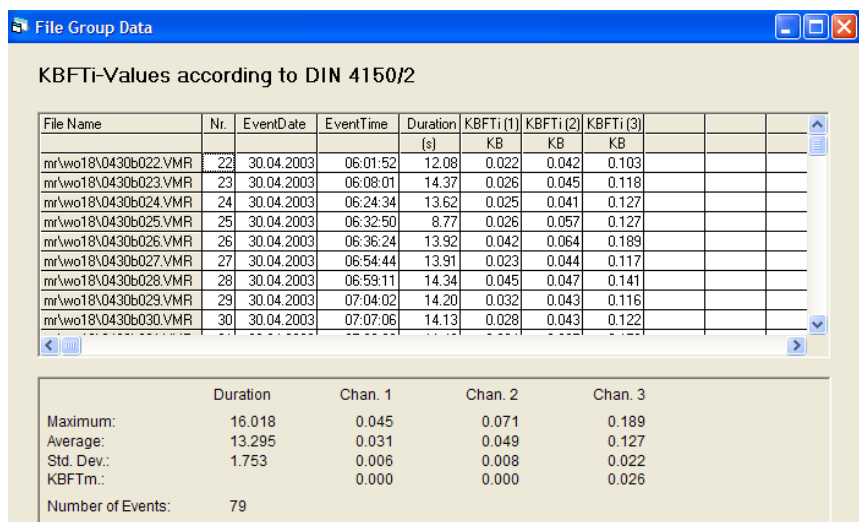 File Group Data
KBFTi-Values according to DIN 4150/2
File Name Nr. EventDate EventTime Duration KBFTi (1) KBFTi (2) KBFTi (3)
(s) KB KB KB
mr\wo18\0430b022.VMR 22 30.04.2003 06:01:52 12.08 0.022 0.042 0.103
mr\wo18\0430b023.VMR 23 30.04.2003 06:08:01 14.37 0.026 0.045 0.118
mr\wo18\0430b024.VMR 24 30.04.2003 06:24:34 13.62 0.025 0.041 0.127
mr\wo18\0430b025.VMR 25 30.04.2003 06:32:50 8.77 0.026 0.057 0.127
mr\wo18\0430b026.VMR 26 30.04.2003 06:36:24 13.92 0.042 0.064 0.189
mr\wo18\0430b027.VMR 27 30.04.2003 06:54:44 13.91 0.023 0.044 0.117
mr\wo18\0430b028.VMR 28 30.04.2003 06:59:11 14.34 0.045 0.047 0.141
mr\wo18\0430b029.VMR 29 30.04.2003 07:04:02 14.20 0.032 0.043 0.116
mr\wo18\0430b030.VMR 30 30.04.2003 07:07:06 14.13 0.028 0.043 0.122
Duration Chan. 1 Chan. 2 Chan. 3
Maximum: 16.018 0.045 0.071 0.189
Average: 13.295 0.031 0.049 0.127
Std. Dev.: 1.753 0.006 0.008 0.022
KBFTm.: 0.000 0.000 0.026
Number of Events: 79